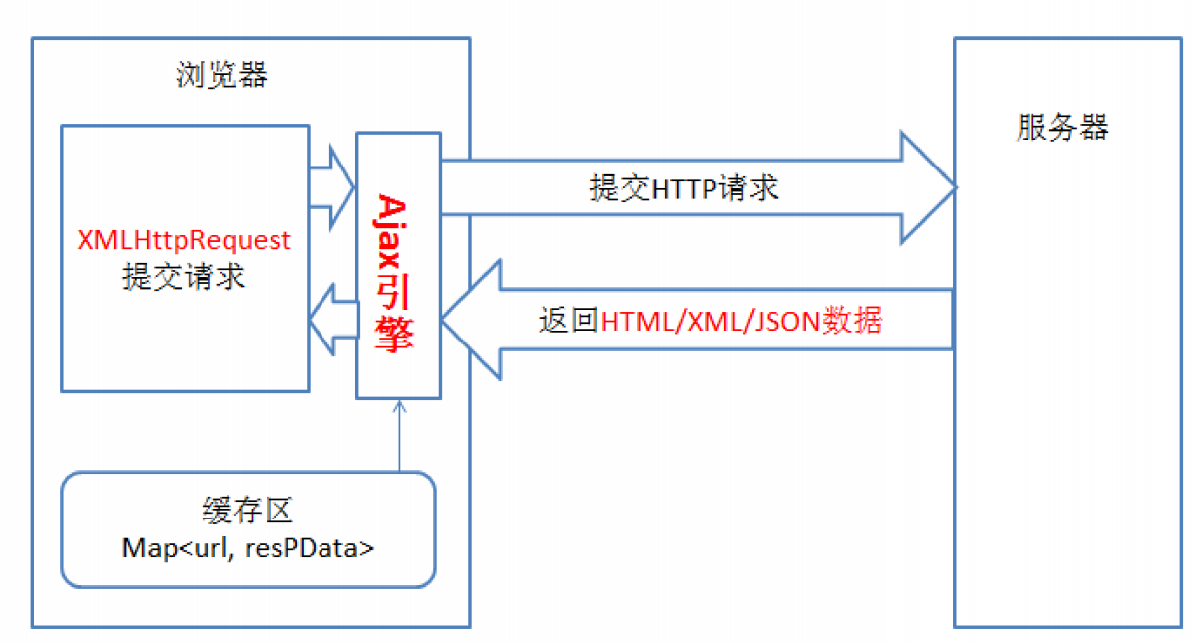 浏览器
服务器
XMLHttpRequest
提交请求
Ajax引擎
提交HTTP请求
返回HTML/XML/JSON数据
缓存区
Map<url, resPData>